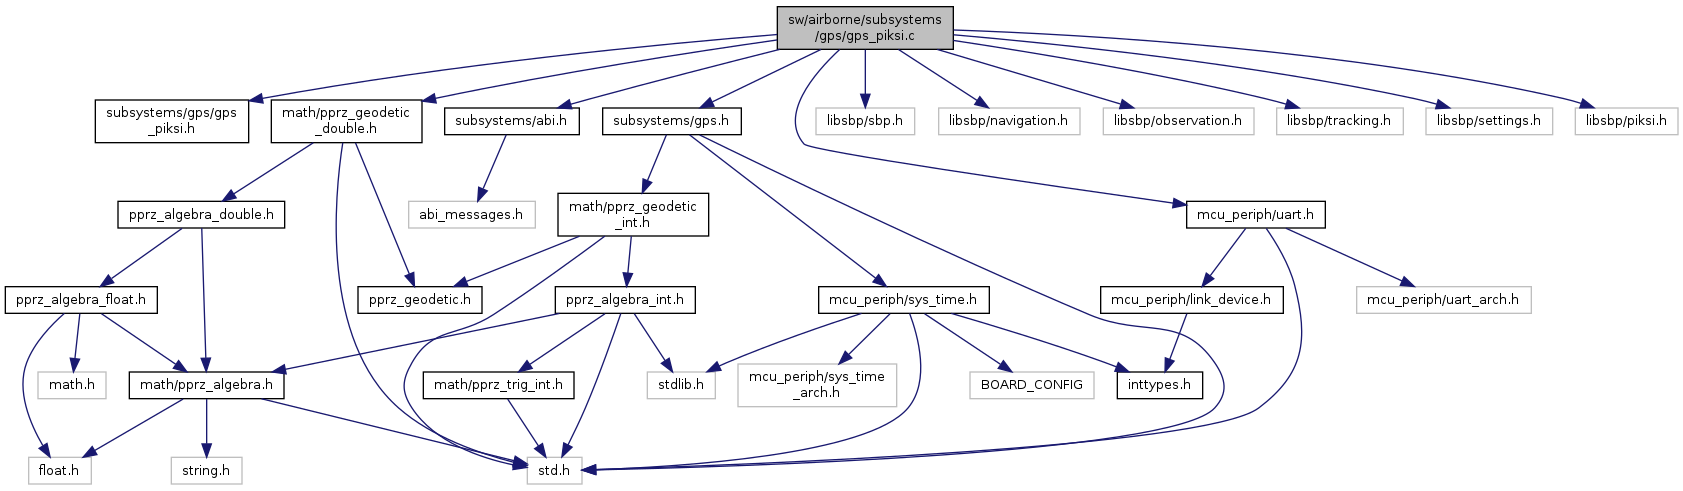 sw/airborne/subsystems
/gps/gps_piksi.c
subsystems/gps/gps
_piksi.h
math/pprz_geodetic
_double.h
subsystems/abi.h
subsystems/gps.h
libsbp/sbp.h
libsbp/navigation.h
libsbp/observation.h
libsbp/tracking.h
libsbp/settings.h
libsbp/piksi.h
pprz_algebra_double.h
abi_messages.h
math/pprz_geodetic
_int.h
mcu_periph/uart.h
pprz_algebra_float.h
pprz_geodetic.h
pprz_algebra_int.h
mcu_periph/sys_time.h
mcu_periph/link_device.h
mcu_periph/uart_arch.h
math.h
math/pprz_algebra.h
math/pprz_trig_int.h
stdlib.h
mcu_periph/sys_time
_arch.h
BOARD_CONFIG
inttypes.h
float.h
string.h
std.h